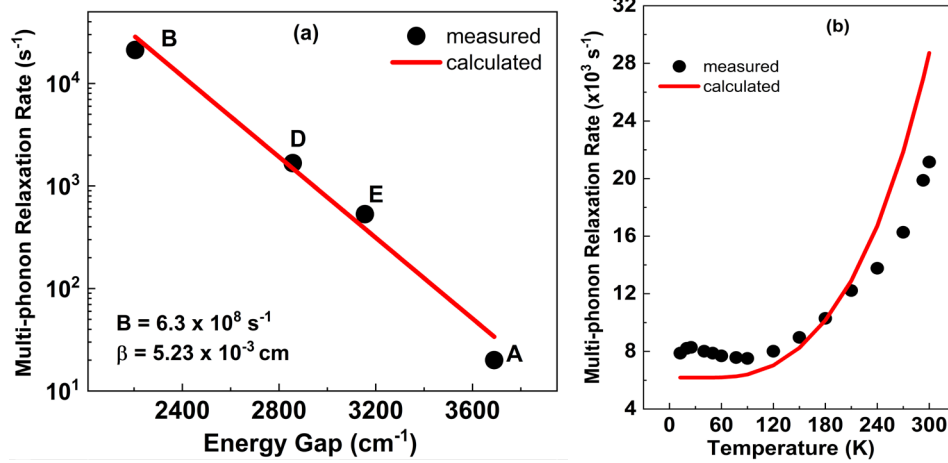 (a)
measured
calculated
B
D
E
A
B = 6.3 x 10⁸ s⁻¹
β = 5.23 x 10⁻³ cm
10⁴
10³
10²
10¹
2400 2800 3200 3600
Energy Gap (cm⁻¹)
Multi-phonon Relaxation Rate (s⁻¹)
(b)
measured
calculated
28
24
20
16
12
8
4
0 60 120 180 240 300
Temperature (K)
Multi-phonon Relaxation Rate (x10³ s⁻¹)